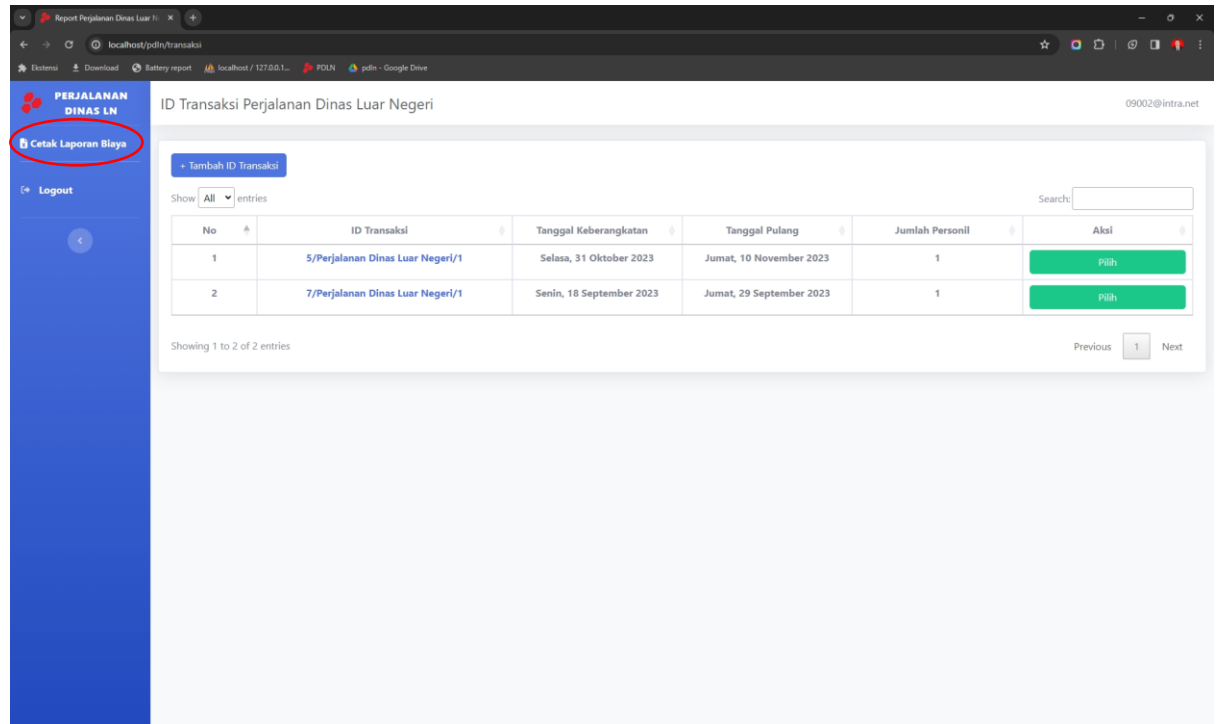 Report Perjalanan Dinas Luar N
localhost/pdln/transaksi
Ekstensi Download Battery report localhost / 127.0.0.1... PDLN pdln - Google Drive
PERJALANAN
DINAS LN
ID Transaksi Perjalanan Dinas Luar Negeri
09002@intra.net
Cetak Laporan Biaya
Logout
+ Tambah ID Transaksi
Show All entries
Search:
No ID Transaksi Tanggal Keberangkatan Tanggal Pulang Jumlah Personil Aksi
1 5/Perjalanan Dinas Luar Negeri/1 Selasa, 31 Oktober 2023 Jumat, 10 November 2023 1 Pilih
2 7/Perjalanan Dinas Luar Negeri/1 Senin, 18 September 2023 Jumat, 29 September 2023 1 Pilih
Showing 1 to 2 of 2 entries
Previous 1 Next